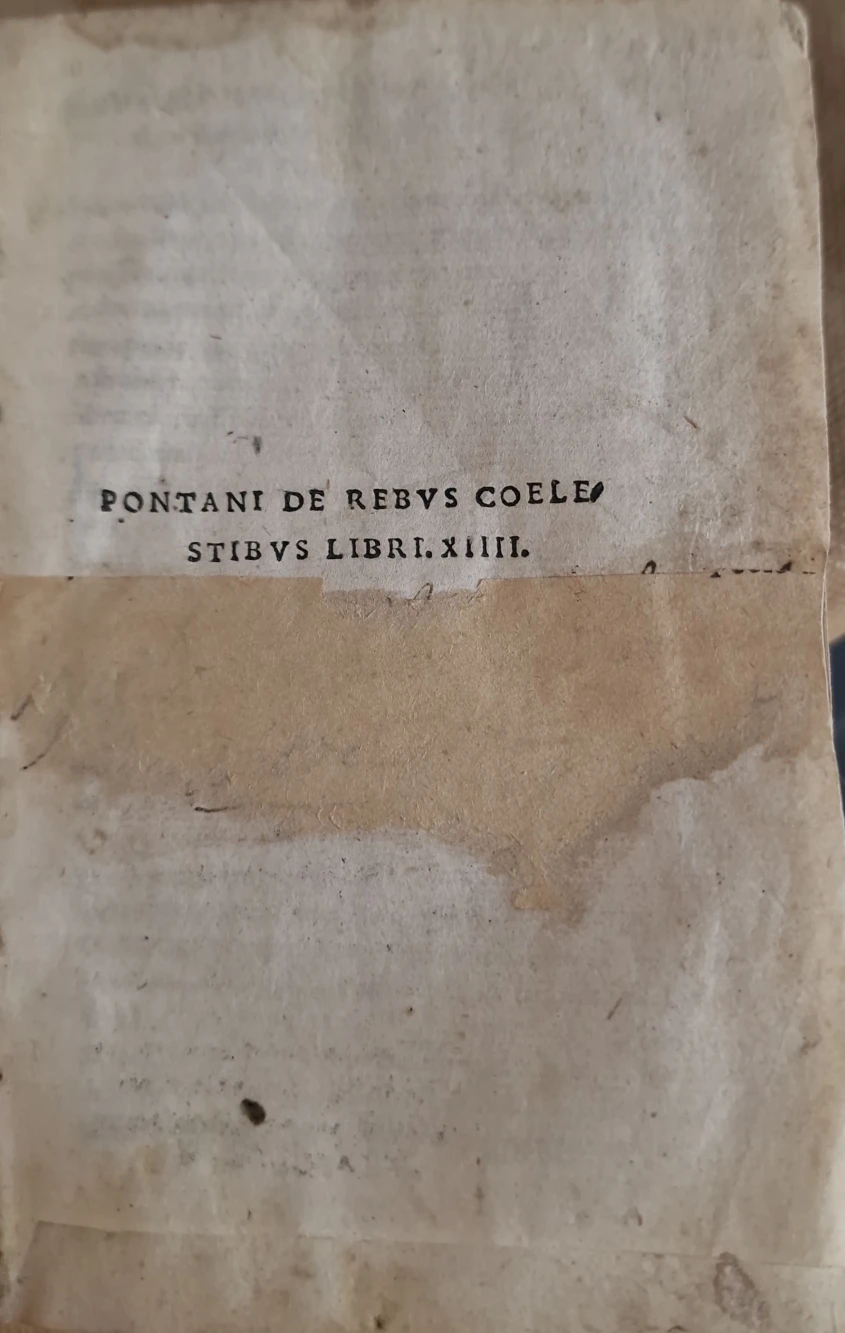 PONTANI DE REBVS COELE-
STIBVS LIBRI. XIIII.